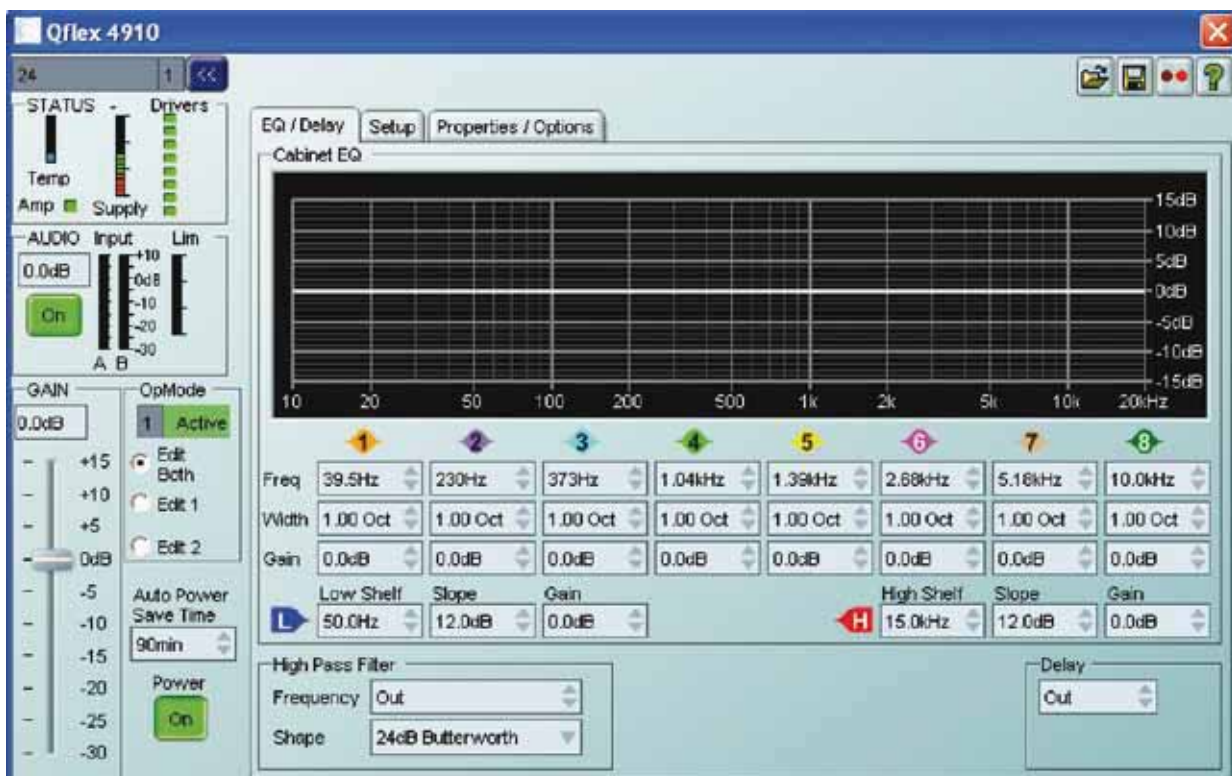 Qflex 4910
24 1 <<
STATUS - Drivers
Temp
Amp Supply
AUDIO Input Lim
0.0dB
On
+10
0dB
-10
-20
-30
A B
GAIN
0.0dB
+15
+10
+5
0dB
-5
-10
-15
-20
-25
-30
OpMode
1 Active
Edit Both
Edit 1
Edit 2
Auto Power
Save Time
90min
Power
On
EQ / Delay Setup Properties / Options
Cabinet EQ
15dB
10dB
5dB
0dB
-5dB
-10dB
-15dB
10 20 50 100 200 500 1k 2k 5k 10k 20kHz
1 2 3 4 5 6 7 8
Freq 39.5Hz 230Hz 373Hz 1.04kHz 1.39kHz 2.68kHz 5.18kHz 10.0kHz
Width 1.00 Oct 1.00 Oct 1.00 Oct 1.00 Oct 1.00 Oct 1.00 Oct 1.00 Oct 1.00 Oct
Gain 0.0dB 0.0dB 0.0dB 0.0dB 0.0dB 0.0dB 0.0dB 0.0dB
Low Shelf Slope Gain High Shelf Slope Gain
L 50.0Hz 12.0dB 0.0dB H 15.0kHz 12.0dB 0.0dB
High Pass Filter
Frequency Out
Shape 24dB Butterworth
Delay
Out